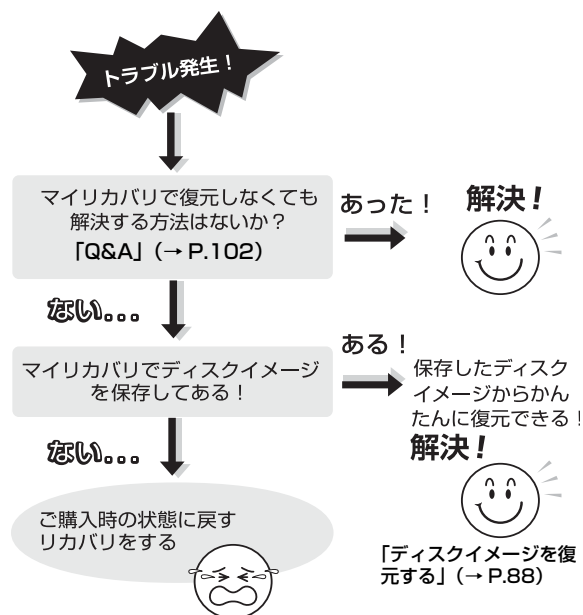 トラブル発生！
マイリカバリで復元しなくても
解決する方法はないか？
「Q&A」（→ P.102）
あった！
解決！
ない...
マイリカバリでディスクイメージ
を保存してある！
ある！
保存したディスク
イメージからかん
たんに復元できる！
解決！
「ディスクイメージを復
元する」（→ P.88）
ない...
ご購入時の状態に戻す
リカバリをする